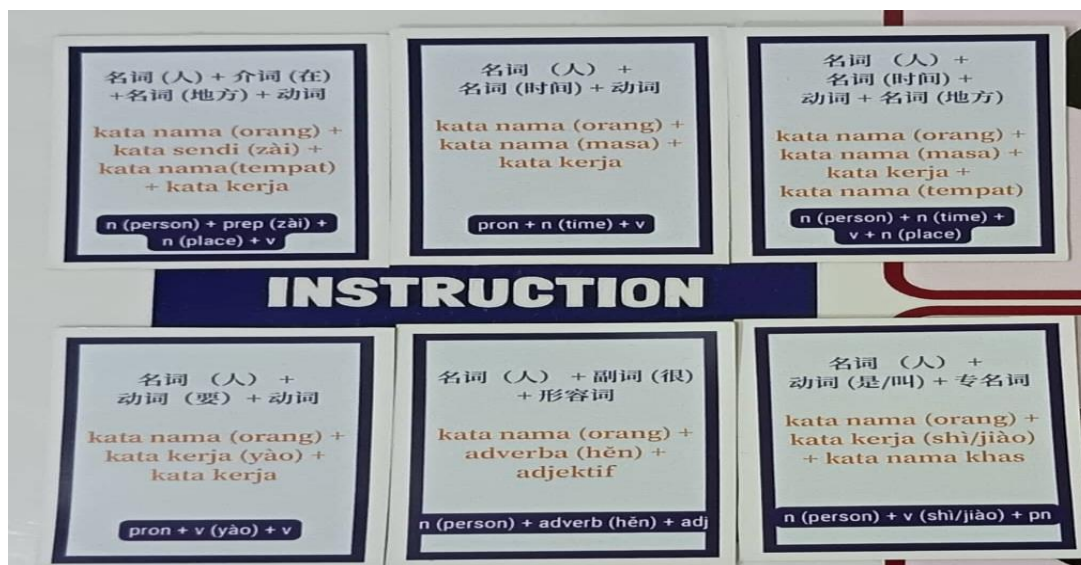 名词 (人) + 介词 (在)
+名词 (地方) + 动词
kata nama (orang) +
kata sendi (zài) +
kata nama(tempat)
+ kata kerja
n (person) + prep (zài) +
n (place) + v
名词 （人） +
名词 (时间) + 动词
kata nama (orang) +
kata nama (masa) +
kata kerja
pron + n (time) + v
名词 （人） +
名词 (时间) +
动词 + 名词 (地方)
kata nama (orang) +
kata nama (masa) +
kata kerja +
kata nama (tempat)
n (person) + n (time) +
v + n (place)
INSTRUCTION
名词 （人） +
动词 （要） + 动词
kata nama (orang) +
kata kerja (yào) +
kata kerja
pron + v (yào) + v
名词 （人） + 副词 (很)
+ 形容词
kata nama (orang) +
adverba (hěn) +
adjektif
n (person) + adverb (hěn) + adj
名词 （人） +
动词 (是/叫) + 专名词
kata nama (orang) +
kata kerja (shì/jiào)
+ kata nama khas
n (person) + v (shì/jiào) + pn